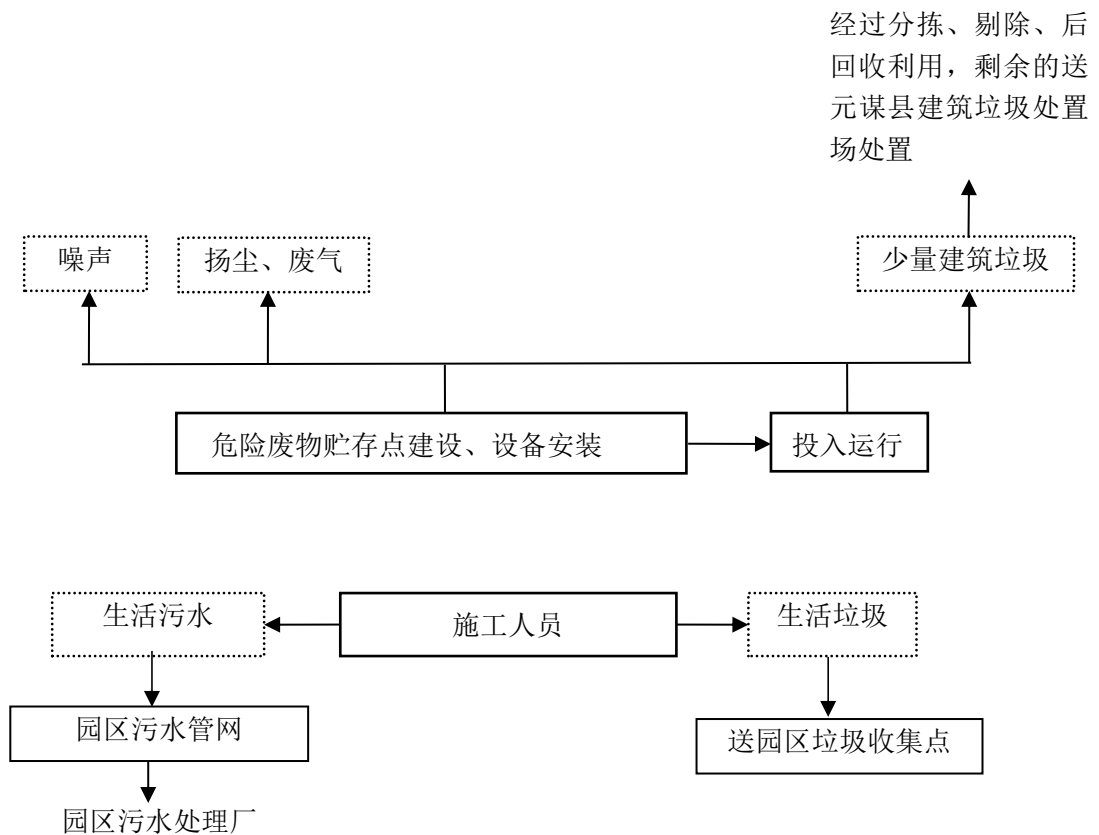 经过分拣、剔除、后
回收利用，剩余的送
元谋县建筑垃圾处置
场处置
噪声
扬尘、废气
少量建筑垃圾
危险废物贮存点建设、设备安装
投入运行
生活污水
施工人员
生活垃圾
园区污水管网
送园区垃圾收集点
园区污水处理厂